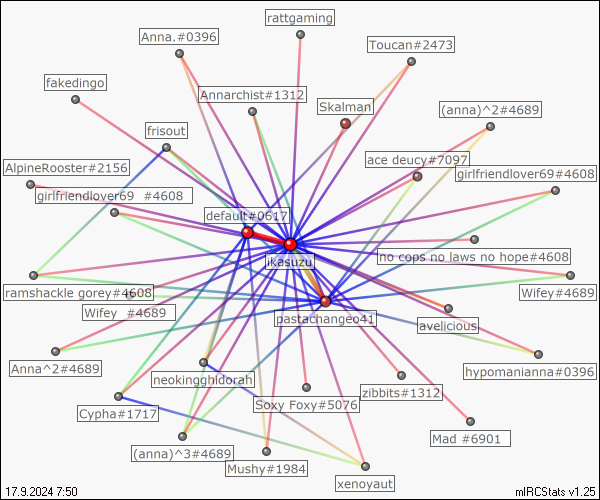 rattgaming
Anna.#0396
Toucan#2473
fakedingo
Annarchist#1312
Skalman
(anna)^2#4689
frisout
ace deucy#7097
AlpineRooster#2156
girlfriendlover69#4608
girlfriendlover69 _#4608
default#0617
ikasuzu
no cops no laws no hope#4608
ramshackle gorey#4608
Wifey#4689
Wifey _#4689
pastachangeo41
avelicious
Anna^2#4689
neokingghidorah
hypomanianna#0396
zibbits#1312
Soxy Foxy#5076
Cypha#1717
Mad_#6901
(anna)^3#4689
Mushy#1984
xenoyaut
17.9.2024 7:50
mIRCStats v1.25